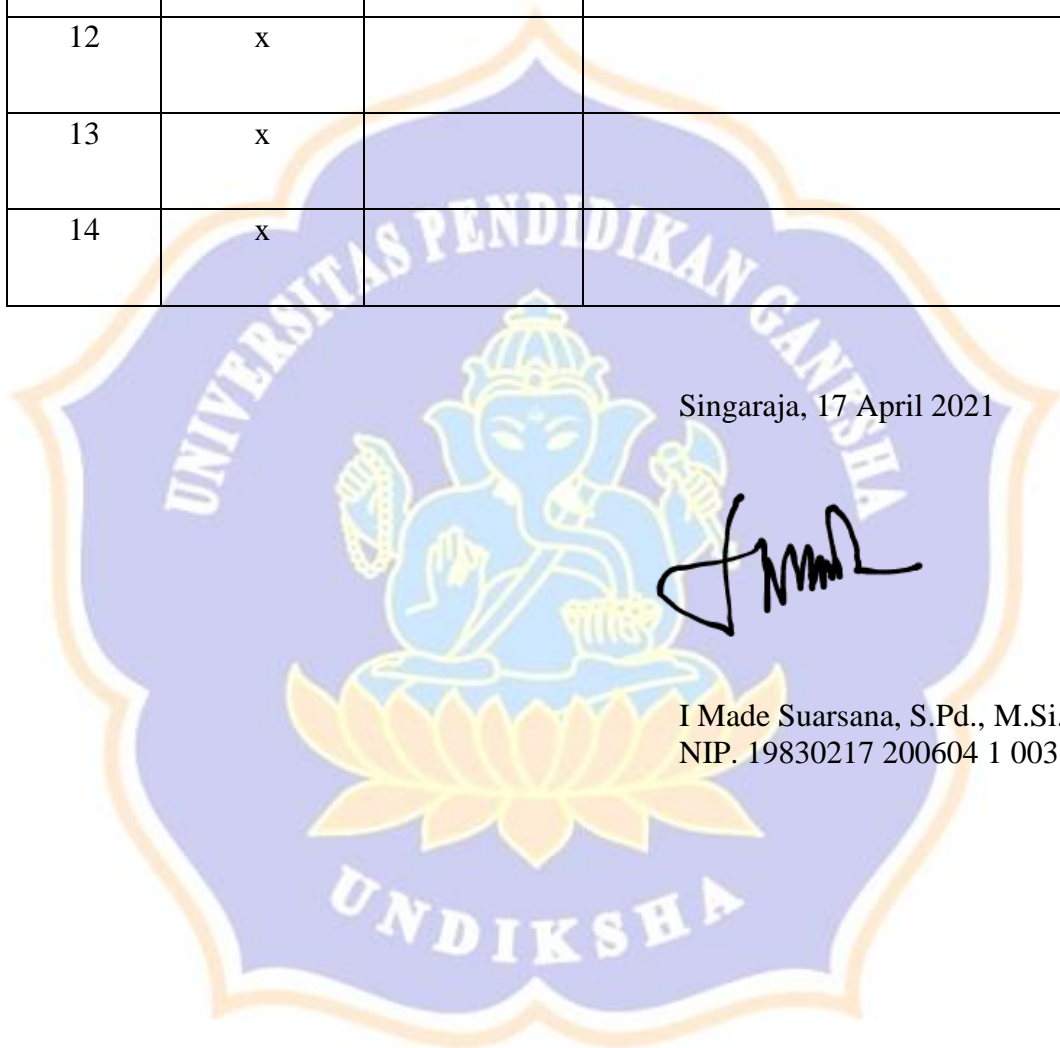 12 x
13 x
14 x
UNIVERSITAS PENDIDIKAN GANESHA
Singaraja, 17 April 2021
I Made Suarsana, S.Pd., M.Si.
NIP. 19830217 200604 1 003
UNDIKSHA